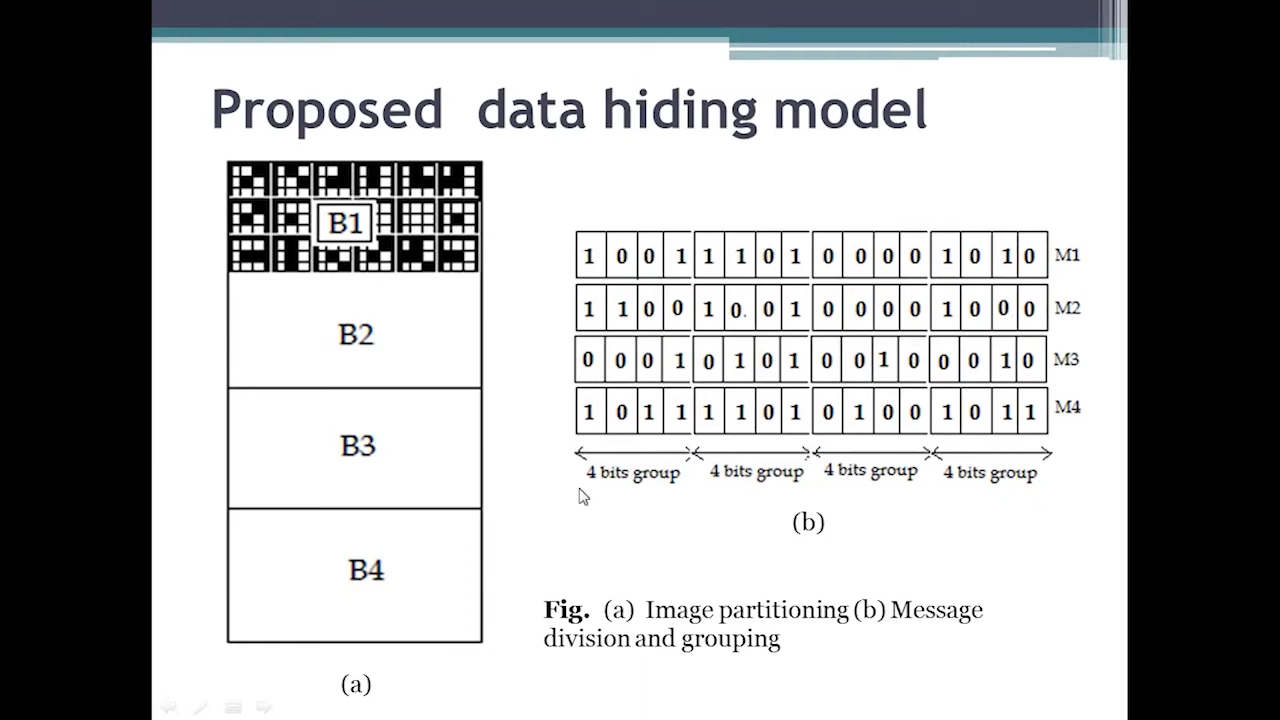 Proposed data hiding model
B1
B2
B3
B4
(a)
1 0 0 1 1 1 0 1 0 0 0 0 1 0 1 0 M1
1 1 0 0 1 0 0 1 0 0 0 0 1 0 0 0 M2
0 0 0 1 0 1 0 1 0 0 1 0 0 0 1 0 M3
1 0 1 1 1 1 0 1 0 1 0 0 1 0 1 1 M4
4 bits group 4 bits group 4 bits group 4 bits group
(b)
Fig. (a) Image partitioning (b) Message
division and grouping